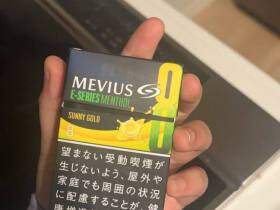 MEVIUS
E-SERIES MENTHOL
SUNNY GOLD
8
望まない受動喫煙が
生じないよう、屋外や
家庭でも周囲の状況
に配慮することが、健